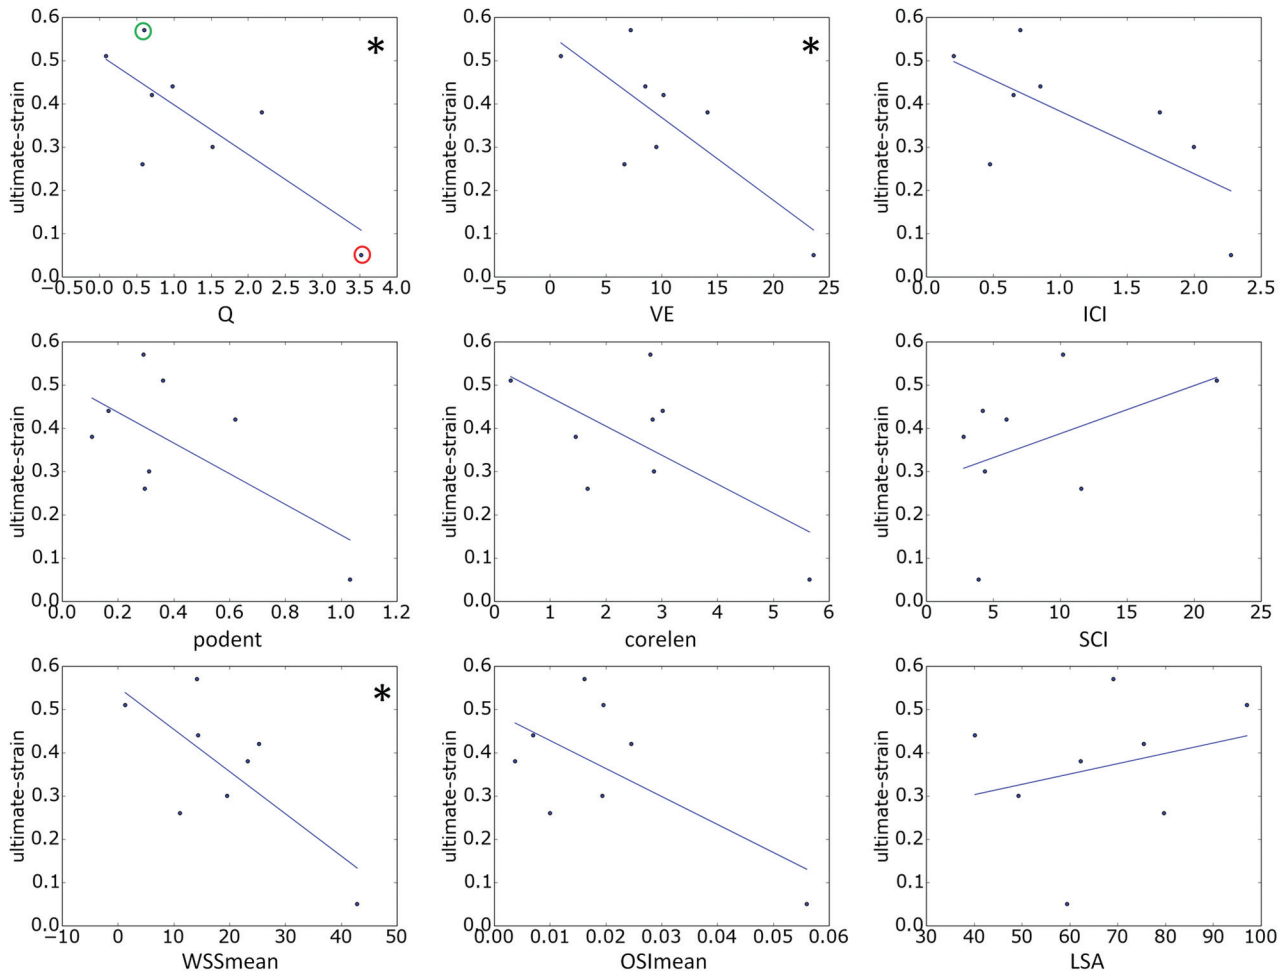 0.6
0.5
0.4
0.3
0.2
0.1
0.0
ultimate-strain
*
−0.5 0.0 0.5 1.0 1.5 2.0 2.5 3.0 3.5 4.0
Q
0.6
0.5
0.4
0.3
0.2
0.1
0.0
ultimate-strain
*
−5 0 5 10 15 20 25
VE
0.6
0.5
0.4
0.3
0.2
0.1
0.0
ultimate-strain
0.0 0.5 1.0 1.5 2.0 2.5
ICI
0.6
0.5
0.4
0.3
0.2
0.1
0.0
ultimate-strain
0.0 0.2 0.4 0.6 0.8 1.0 1.2
podent
0.6
0.5
0.4
0.3
0.2
0.1
0.0
ultimate-strain
0 1 2 3 4 5 6
corelen
0.6
0.5
0.4
0.3
0.2
0.1
0.0
ultimate-strain
0 5 10 15 20 25
SCI
0.6
0.5
0.4
0.3
0.2
0.1
0.0
ultimate-strain
*
−10 0 10 20 30 40 50
WSSmean
0.6
0.5
0.4
0.3
0.2
0.1
0.0
ultimate-strain
0.00 0.01 0.02 0.03 0.04 0.05 0.06
OSImean
0.6
0.5
0.4
0.3
0.2
0.1
0.0
ultimate-strain
30 40 50 60 70 80 90 100
LSA